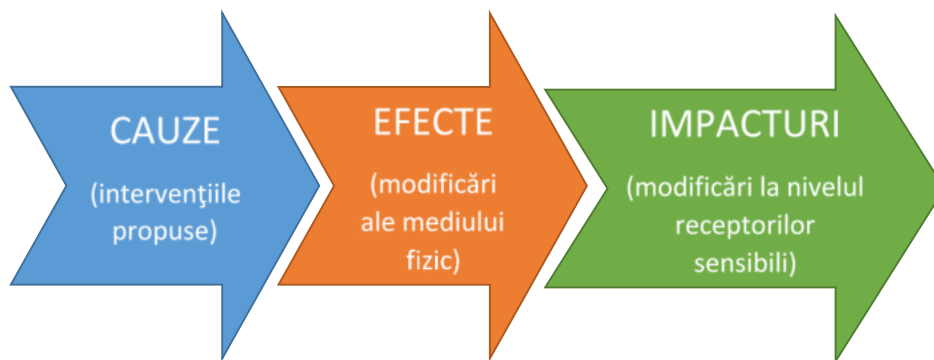 CAUZE
(intervenţiile
propuse)
EFECTE
(modificări
ale mediului
fizic)
IMPACTURI
(modificări la nivelul
receptorilor
sensibili)